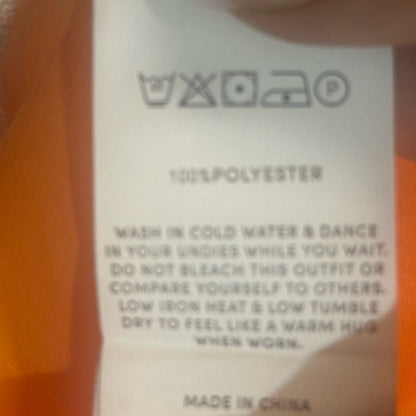 P
100% POLYESTER
WASH IN COLD WATER & DANCE
IN YOUR UNDIES WHILE YOU WAIT.
DO NOT BLEACH THIS OUTFIT OR
COMPARE YOURSELF TO OTHERS.
LOW IRON HEAT & LOW TUMBLE
DRY TO FEEL LIKE A WARM HUG
WHEN WORN.
MADE IN CHINA